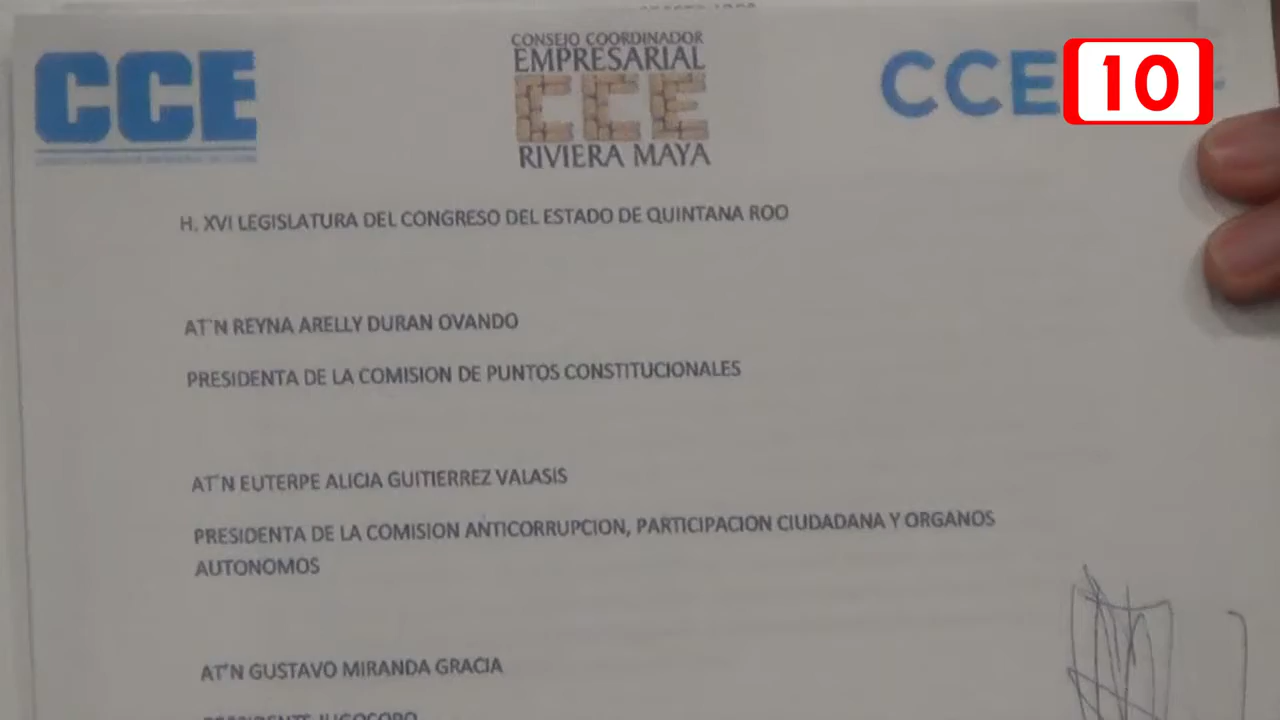 CCE
CONSEJO COORDINADOR
EMPRESARIAL
CCE
RIVIERA MAYA
CCE
10
H. XVI LEGISLATURA DEL CONGRESO DEL ESTADO DE QUINTANA ROO
AT'N REYNA ARELLY DURAN OVANDO
PRESIDENTA DE LA COMISION DE PUNTOS CONSTITUCIONALES
AT'N EUTERPE ALICIA GUITIERREZ VALASIS
PRESIDENTA DE LA COMISION ANTICORRUPCION, PARTICIPACION CIUDADANA Y ORGANOS
AUTONOMOS
AT'N GUSTAVO MIRANDA GRACIA
PRESIDENTE JUGOCOPO